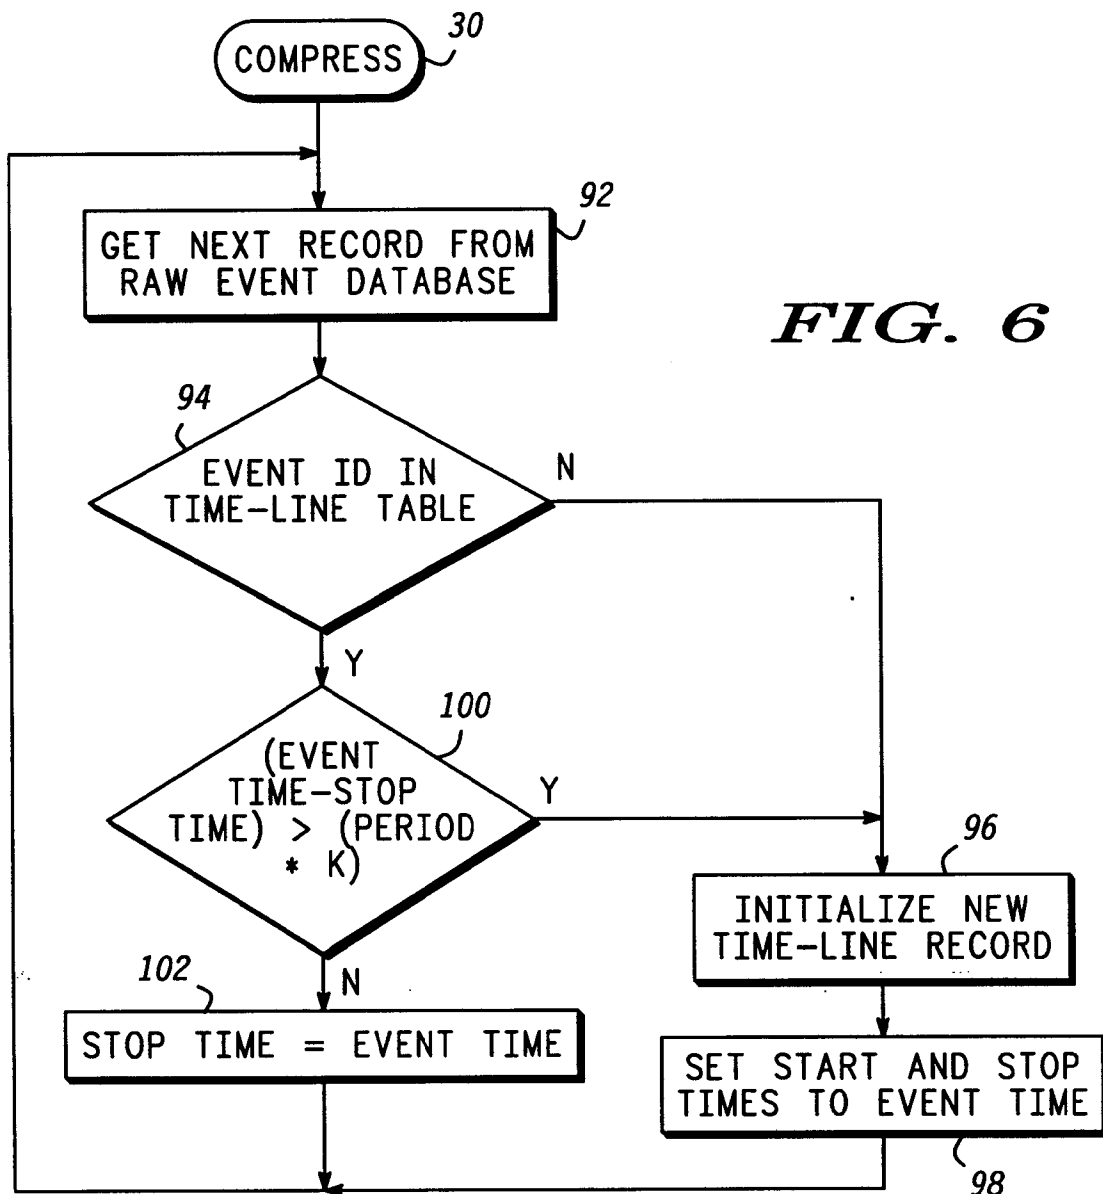 COMPRESS
30
GET NEXT RECORD FROM
RAW EVENT DATABASE
92
FIG. 6
94
EVENT ID IN
TIME-LINE TABLE
N
Y
100
(EVENT
TIME-STOP
TIME) > (PERIOD
* K)
Y
N
96
INITIALIZE NEW
TIME-LINE RECORD
102
STOP TIME = EVENT TIME
SET START AND STOP
TIMES TO EVENT TIME
98